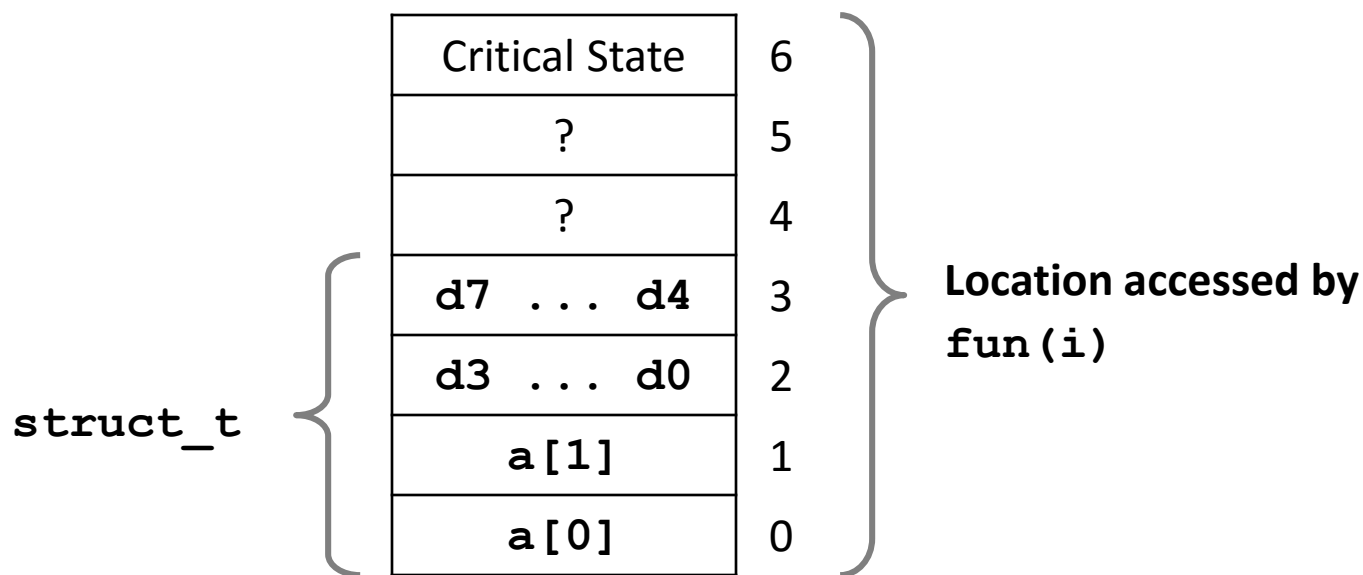 Critical State 6
? 5
? 4
d7 ... d4 3
d3 ... d0 2
a[1] 1
a[0] 0
struct_t
Location accessed by
fun(i)